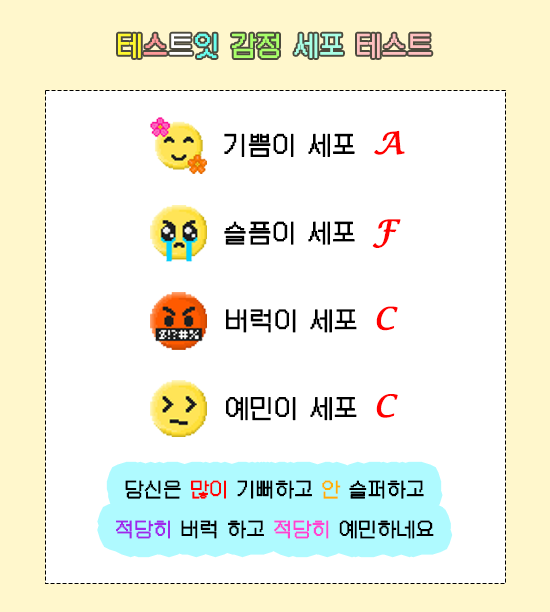 테스트잇 감정 세포 테스트
기쁨이 세포 A
슬픔이 세포 F
버럭이 세포 C
$!?#%
예민이 세포 C
당신은 많이 기뻐하고 안 슬퍼하고
적당히 버럭 하고 적당히 예민하네요